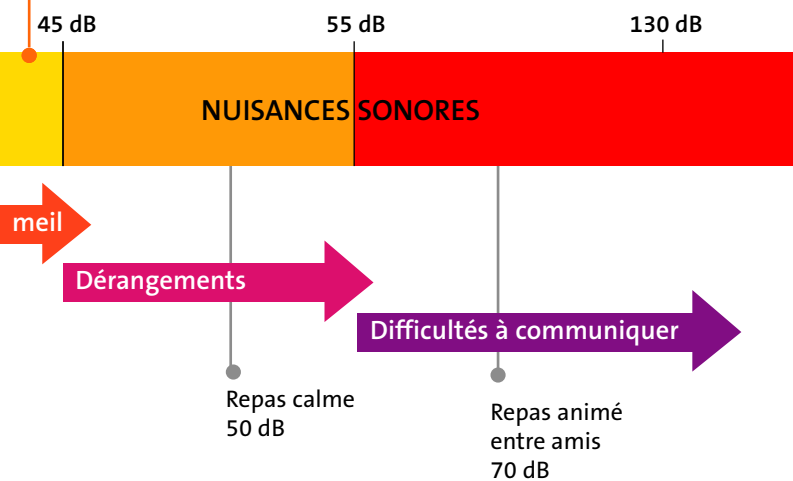 45 dB
55 dB
130 dB
NUISANCES SONORES
meil
Dérangements
Difficultés à communiquer
Repas calme
50 dB
Repas animé
entre amis
70 dB